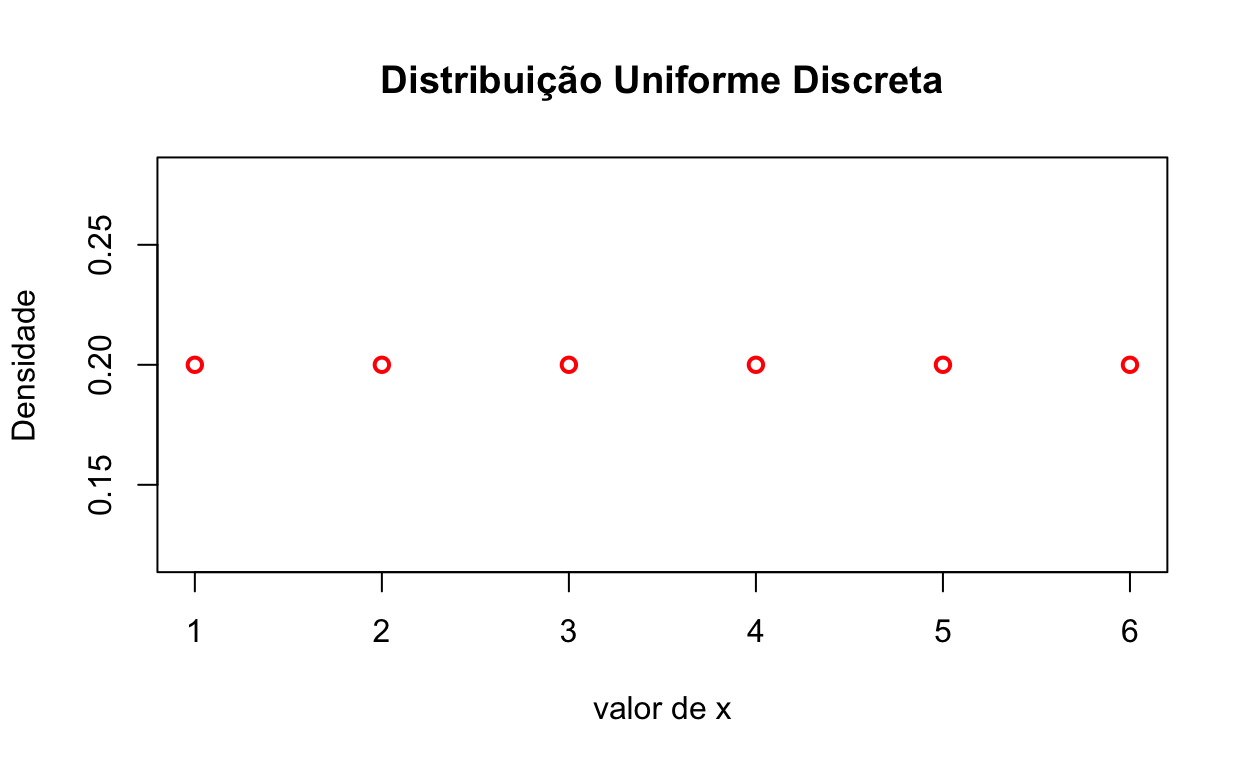 Distribuição Uniforme Discreta
Densidade
0.25
0.20
0.15
1 2 3 4 5 6
valor de x